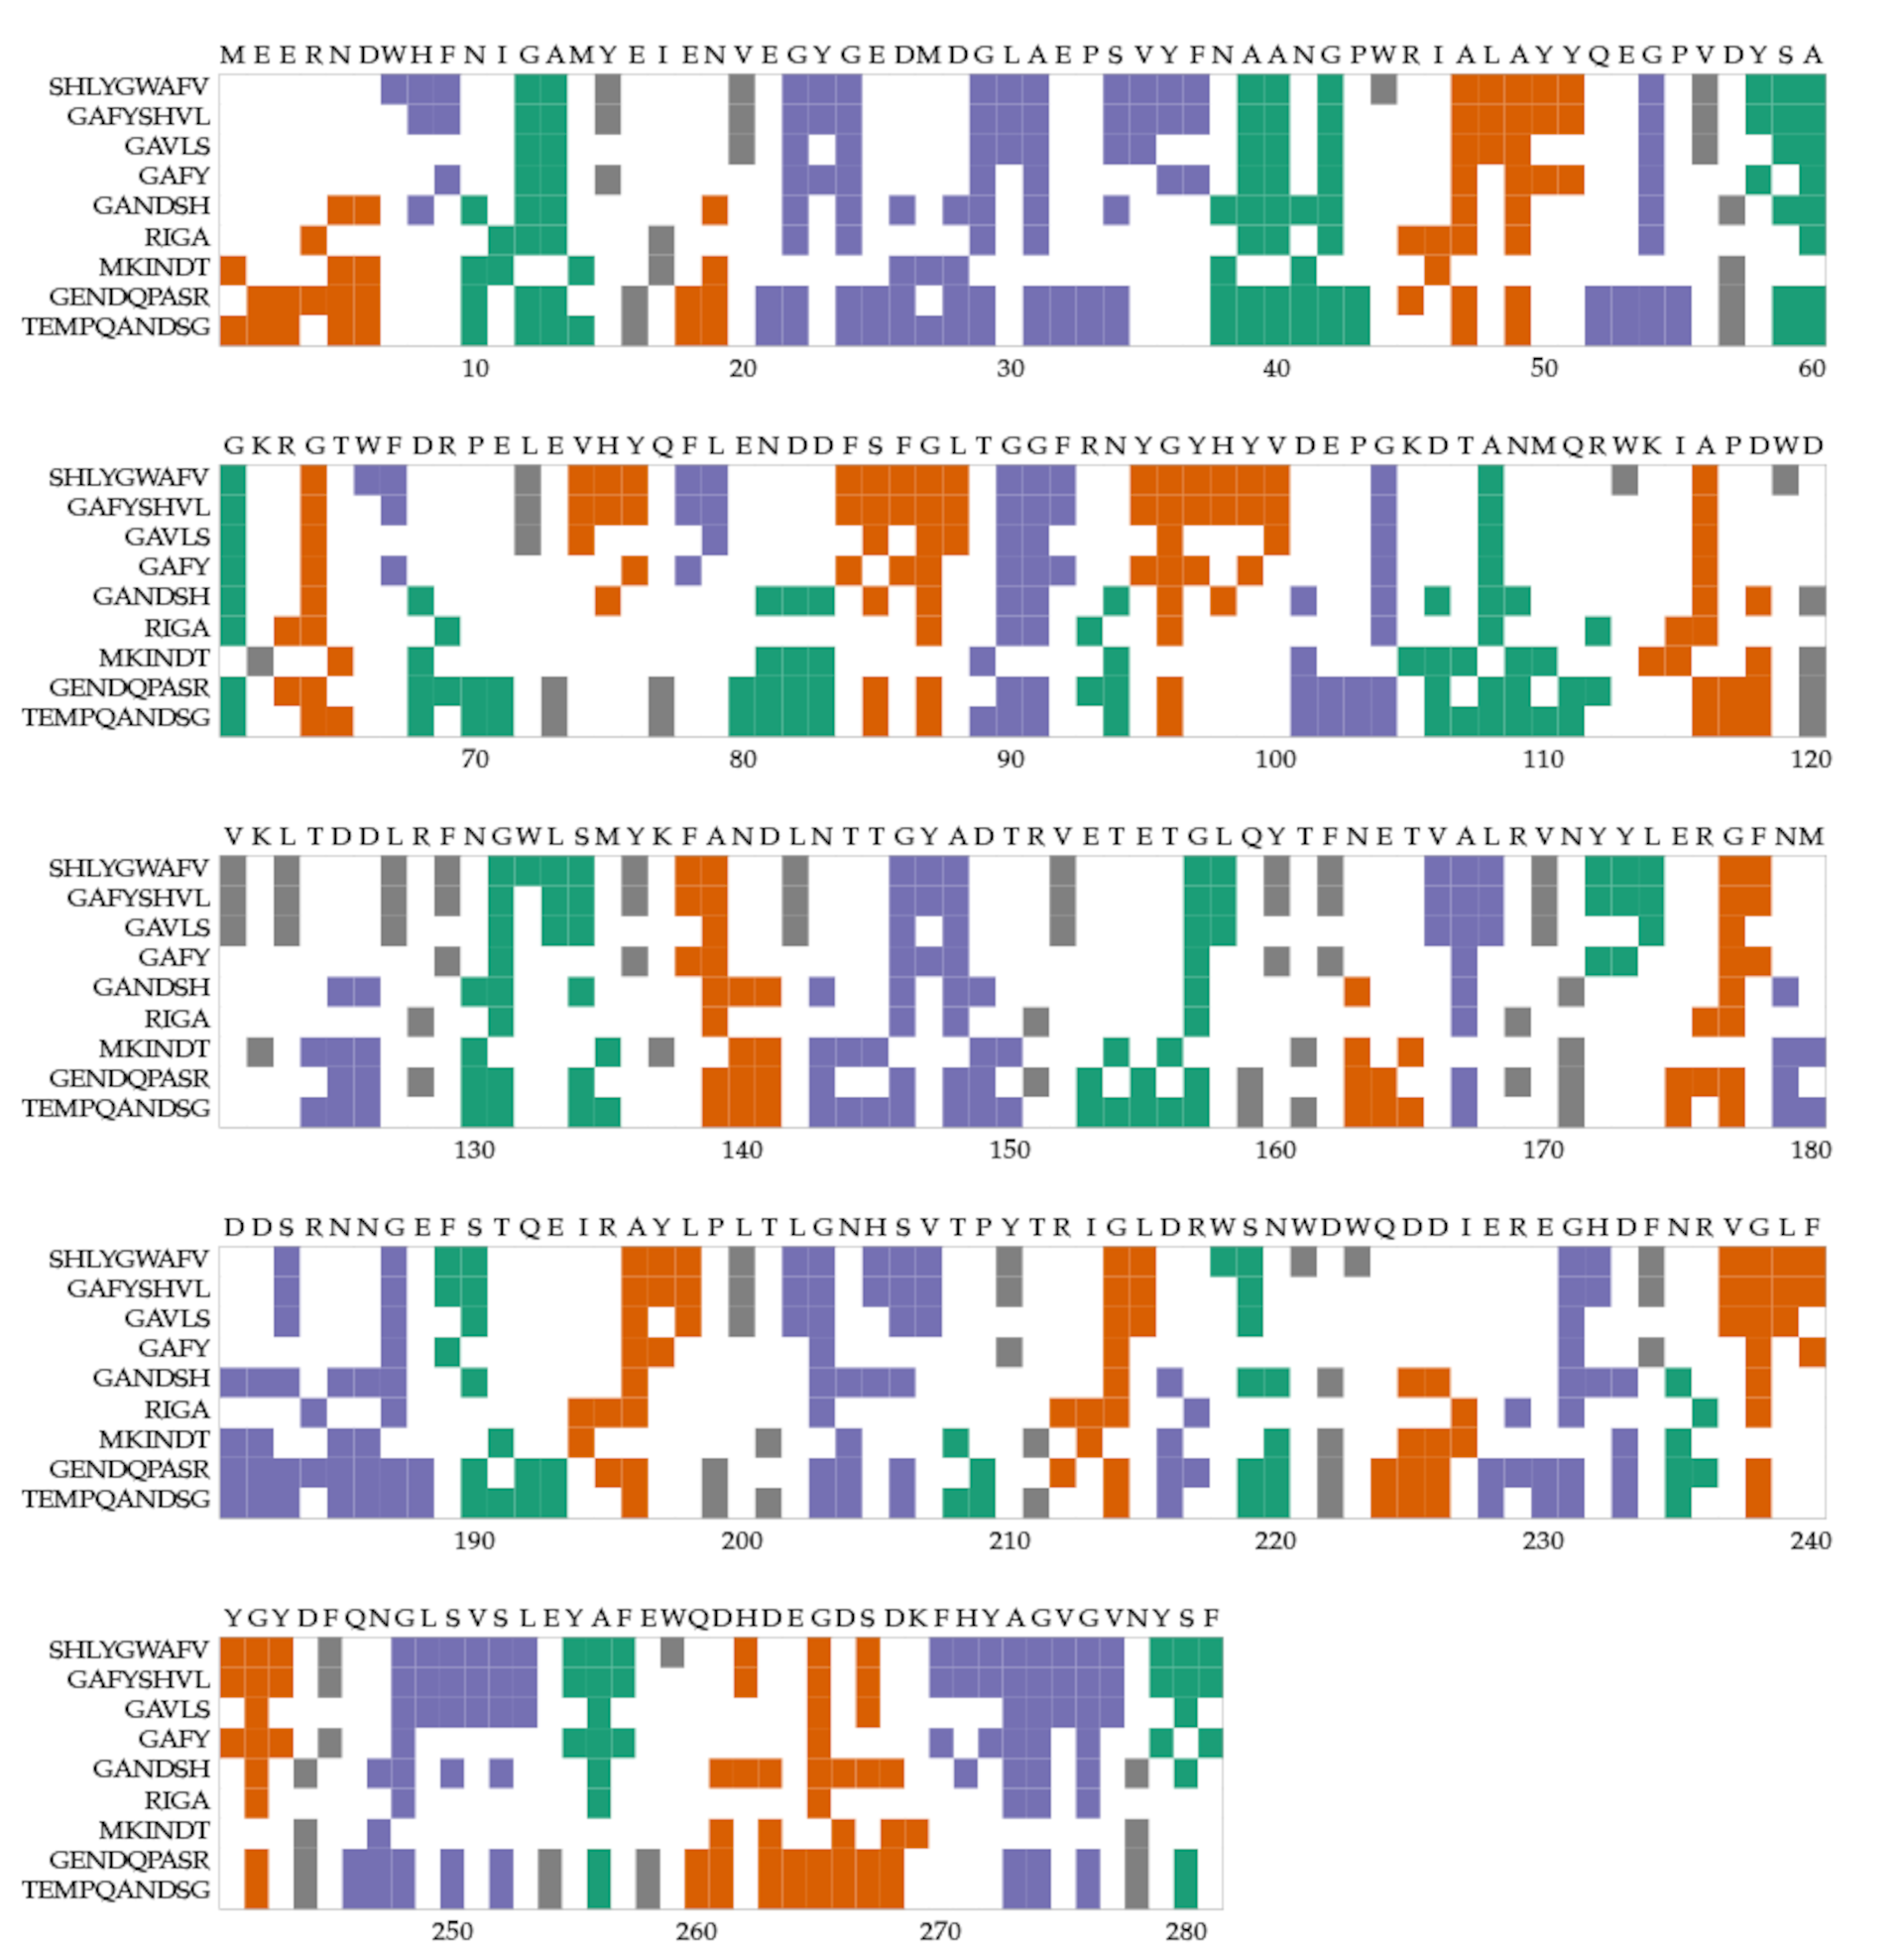 M E E R N D W H F N I G A M Y E I E N V E G Y G E D M D G L A E P S V Y F N A A N G P W R I A L A Y Y Q E G P V D Y S A
SHLYGWAFV
GAFYSHVL
GAVLS
GAFY
GANDSH
RIGA
MKINDT
GENDQPASR
TEMPQANDSG
10 20 30 40 50 60
G K R G T W F D R P E L E V H Y Q F L E N D D F S F G L T G G F R N Y G Y H Y V D E P G K D T A N M Q R W K I A P D W D
SHLYGWAFV
GAFYSHVL
GAVLS
GAFY
GANDSH
RIGA
MKINDT
GENDQPASR
TEMPQANDSG
70 80 90 100 110 120
V K L T D D L R F N G W L S M Y K F A N D L N T T G Y A D T R V E T E T G L Q Y T F N E T V A L R V N Y Y L E R G F N M
SHLYGWAFV
GAFYSHVL
GAVLS
GAFY
GANDSH
RIGA
MKINDT
GENDQPASR
TEMPQANDSG
130 140 150 160 170 180
D D S R N N G E F S T Q E I R A Y L P L T L G N H S V T P Y T R I G L D R W S N W D W Q D D I E R E G H D F N R V G L F
SHLYGWAFV
GAFYSHVL
GAVLS
GAFY
GANDSH
RIGA
MKINDT
GENDQPASR
TEMPQANDSG
190 200 210 220 230 240
Y G Y D F Q N G L S V S L E Y A F E W Q D H D E G D S D K F H Y A G V G V N Y S F
SHLYGWAFV
GAFYSHVL
GAVLS
GAFY
GANDSH
RIGA
MKINDT
GENDQPASR
TEMPQANDSG
250 260 270 280